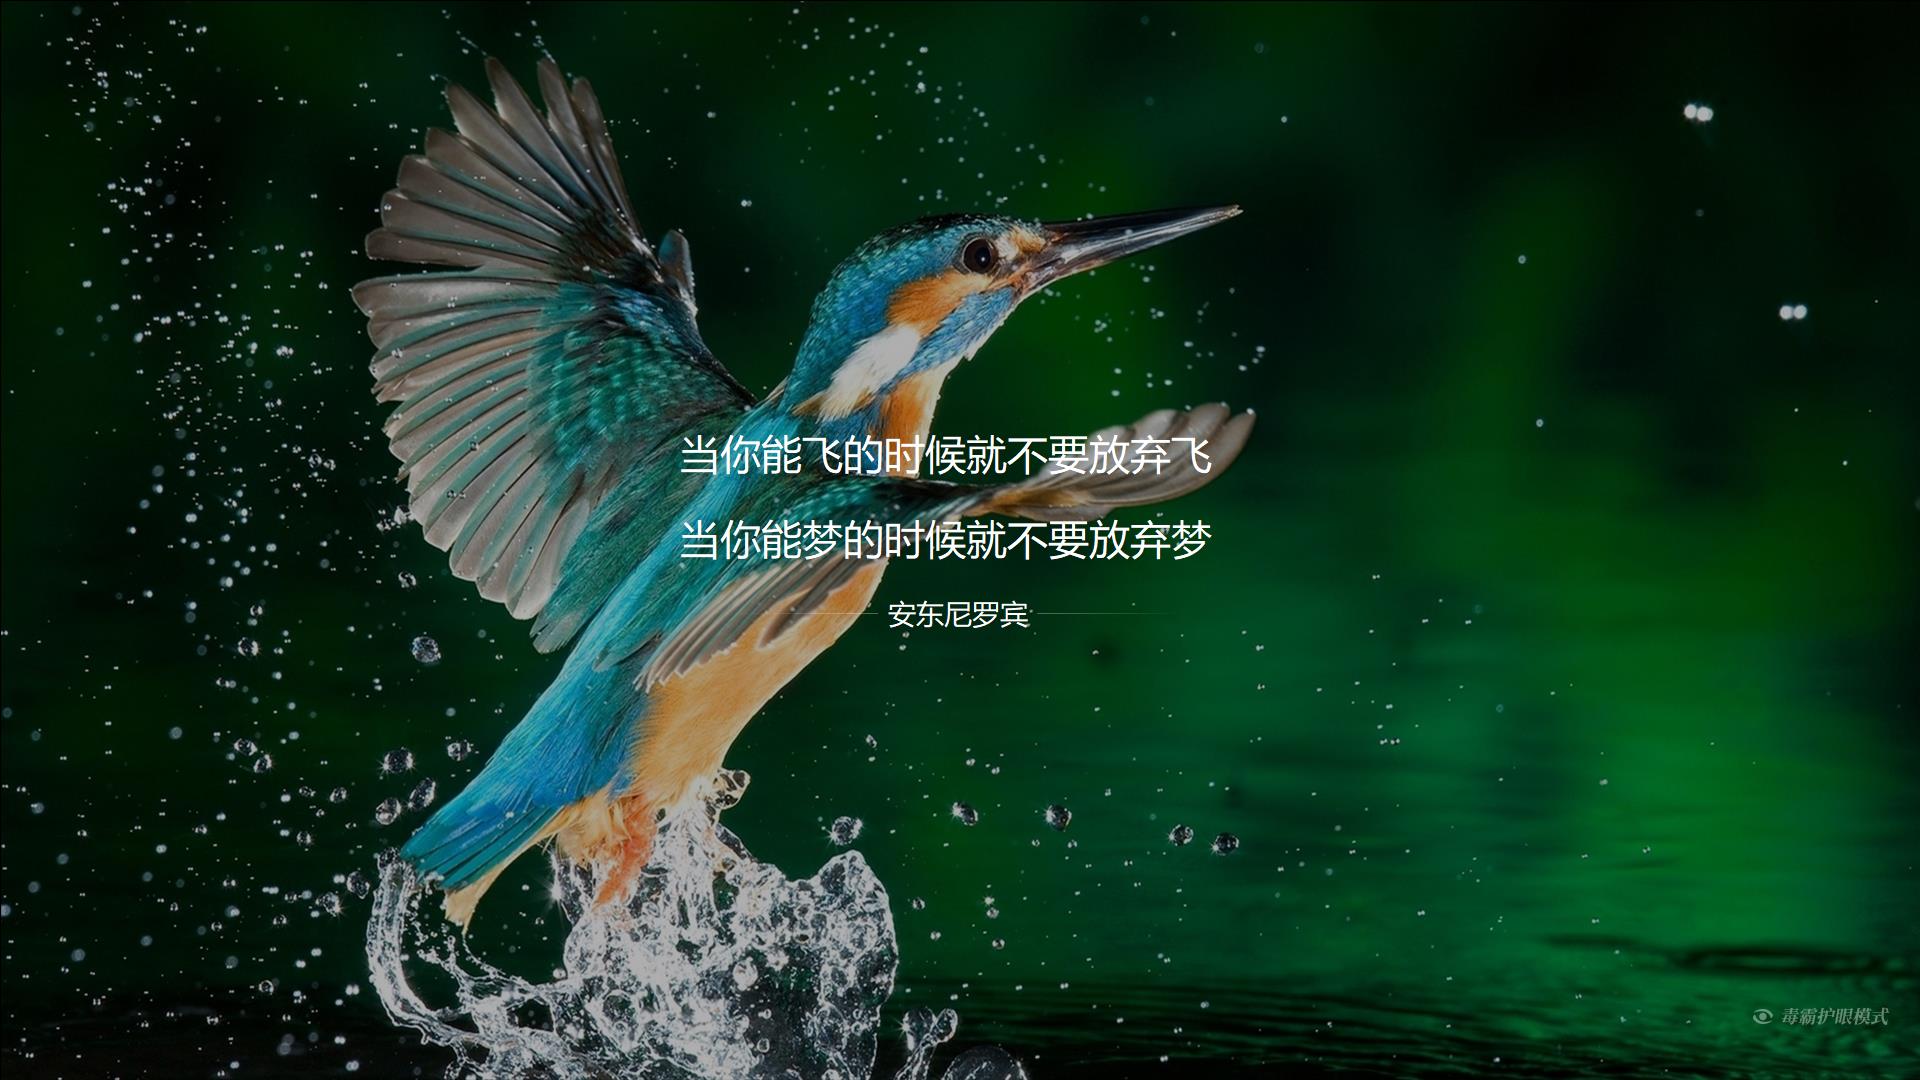 当你能飞的时候就不要放弃飞
当你能梦的时候就不要放弃梦
安东尼罗宾
毒霸护眼模式